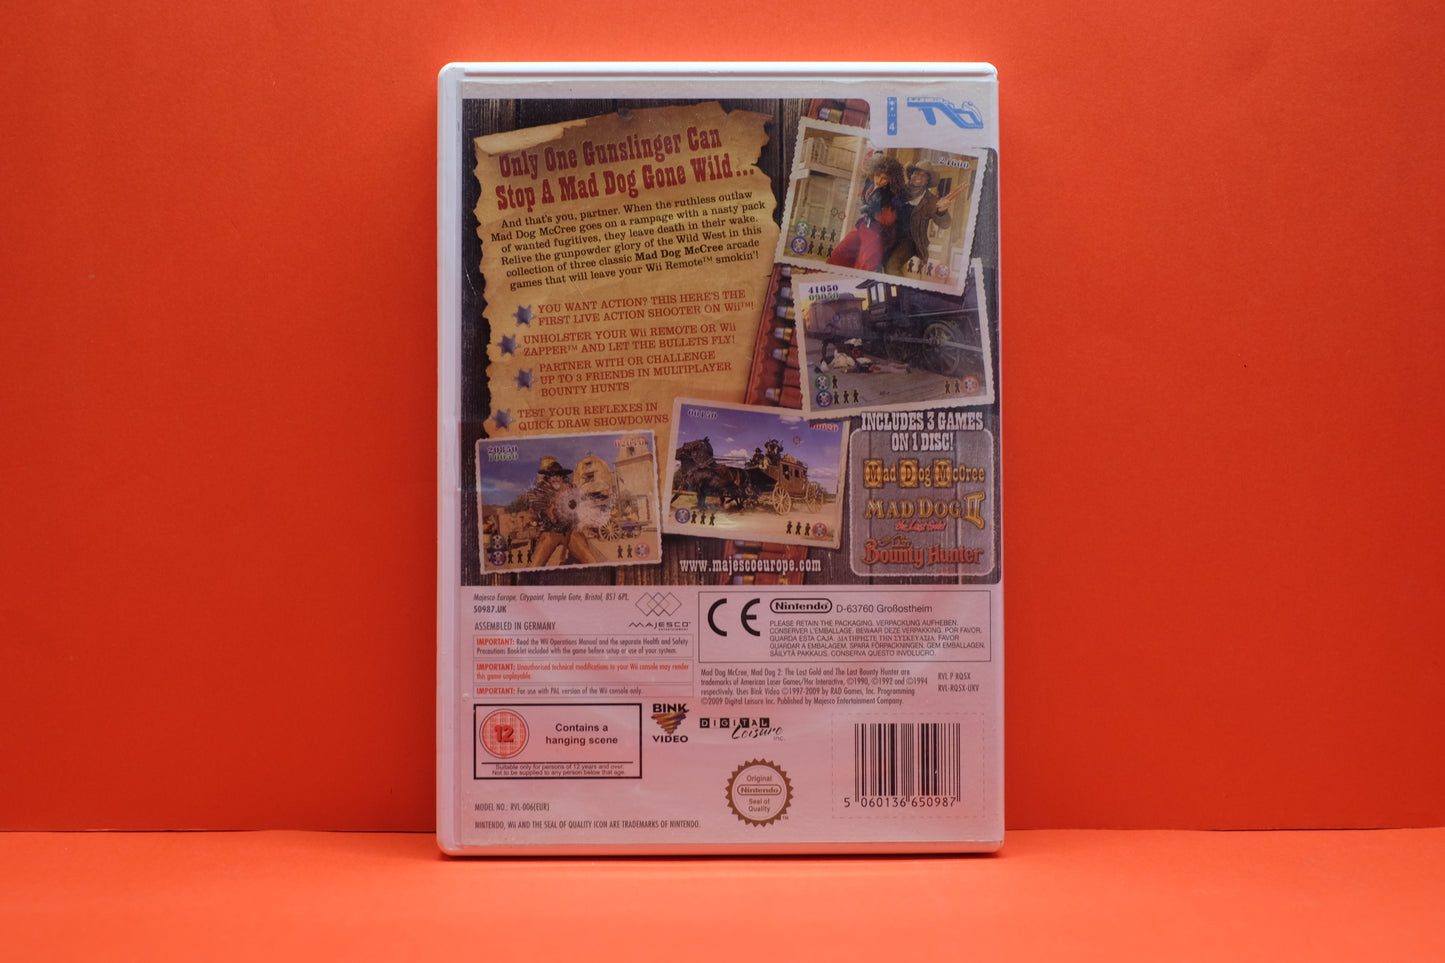 Only One Gunslinger Can
Stop A Mad Dog Gone Wild...
And that's you, partner. When the ruthless outlaw
Mad Dog McCree goes on a rampage with a nasty pack
of wanted fugitives, they leave death in their wake.
Relive the gunpowder glory of the Wild West in this
collection of three classic Mad Dog McCree arcade
games that will leave your Wii Remote™ smokin'!
YOU WANT ACTION? THIS HERE'S THE
FIRST LIVE ACTION SHOOTER ON Wii™!
UNHOLSTER YOUR Wii REMOTE OR Wii
ZAPPER™ AND LET THE BULLETS FLY!
PARTNER WITH OR CHALLENGE
UP TO 3 FRIENDS IN MULTIPLAYER
BOUNTY HUNTS
TEST YOUR REFLEXES IN
QUICK DRAW SHOWDOWNS
4
24600
41050
09050
20850
10050
02050
00150
INCLUDES 3 GAMES
ON 1 DISC!
Mad Dog McCree
MAD DOG II
the Lost Gold
Bounty Hunter
www.majescoeurope.com
Majesco Europe, Citypoint, Temple Gate, Bristol, BS1 6PL.
50987.UK
ASSEMBLED IN GERMANY
MAJESCO
ENTERTAINMENT
IMPORTANT: Read the Wii Operations Manual and the separate Health and Safety
Precautions Booklet included with the game before setup or use of your system.
IMPORTANT: Unauthorised technical modifications to your Wii console may render
this game unplayable.
IMPORTANT: For use with PAL version of the Wii console only.
CE
Nintendo D-63760 Großostheim
PLEASE RETAIN THE PACKAGING. VERPACKUNG AUFHEBEN.
CONSERVER L'EMBALLAGE. BEWAAR DEZE VERPAKKING. POR FAVOR,
GUARDA ESTA CAJA. ΔΙΑΤΗΡΗΣΤΕ ΤΗΝ ΣΥΣΚΕΥΑΣΙΑ. POR FAVOR
GUARDAR A EMBALAGEM. SPARA FÖRPACKNINGEN. GEM EMBALLAGEN.
SÄILYTÄ PAKKAUS. CONSERVA QUESTO INVOLUCRO.
Mad Dog McCree, Mad Dog 2: The Lost Gold and The Last Bounty Hunter are
trademarks of American Laser Games/Her Interactive, ©1990, ©1992 and ©1994
respectively. Uses Bink Video ©1997-2009 by RAD Games, Inc. Programming
©2009 Digital Leisure Inc. Published by Majesco Entertainment Company.
RVL P RQSX
RVL-RQSX-UKV
12
Contains a
hanging scene
Suitable only for persons of 12 years and over.
Not to be supplied to any person below that age.
BINK
VIDEO
DIGITAL
Leisure
inc.
Original
Nintendo
Seal of
Quality
TM
5 060136 650987
MODEL NO.: RVL-006(EUR)
NINTENDO, Wii AND THE SEAL OF QUALITY ICON ARE TRADEMARKS OF NINTENDO.